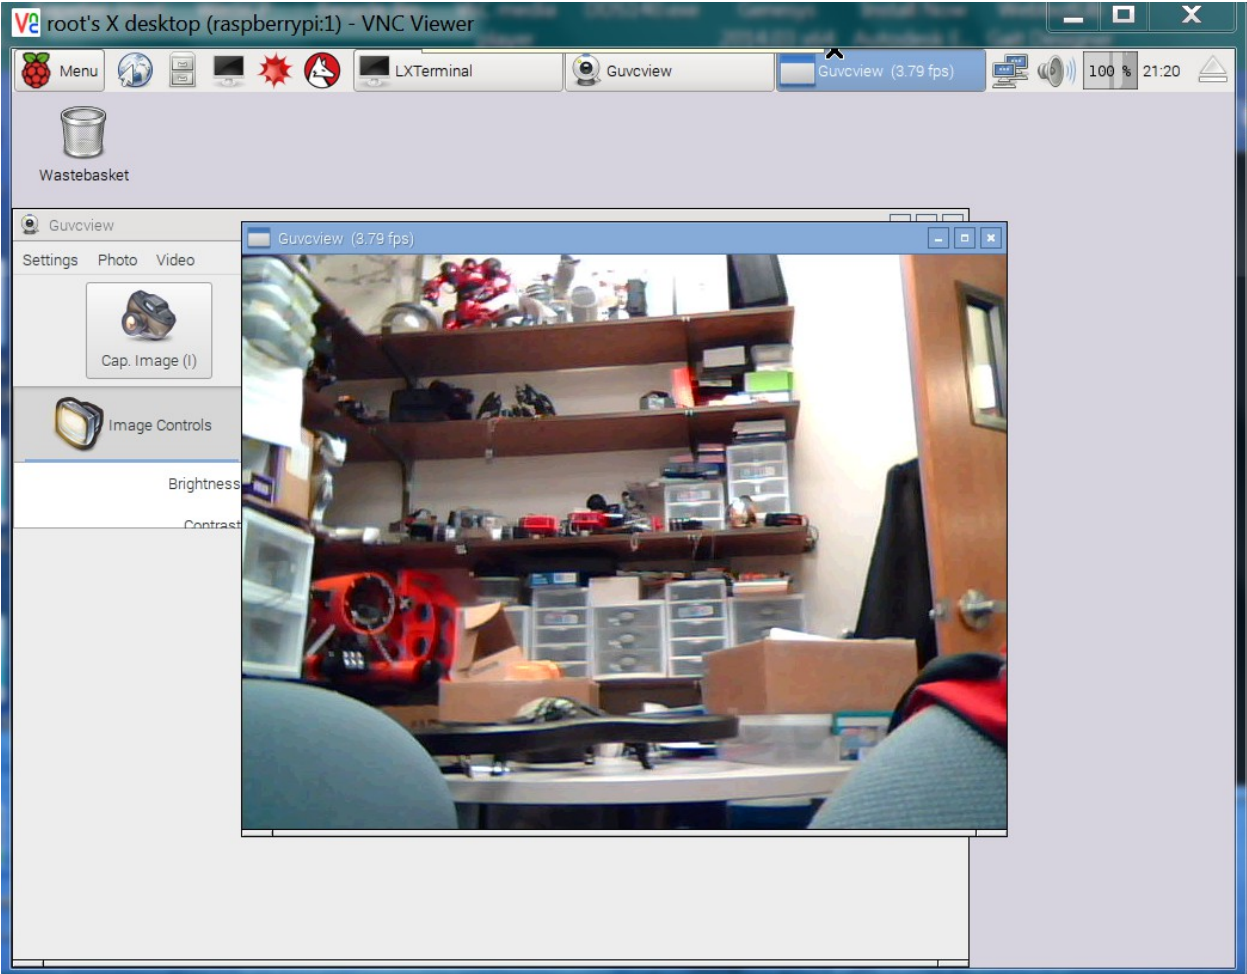 root's X desktop (raspberrypi:1) - VNC Viewer
Menu LXTerminal Guvcview Guvcview (3.79 fps) 100 % 21:20
Wastebasket
Guvcview
Guvcview (3.79 fps)
Settings Photo Video
Cap. Image (I)
Image Controls
Brightness
Contrast